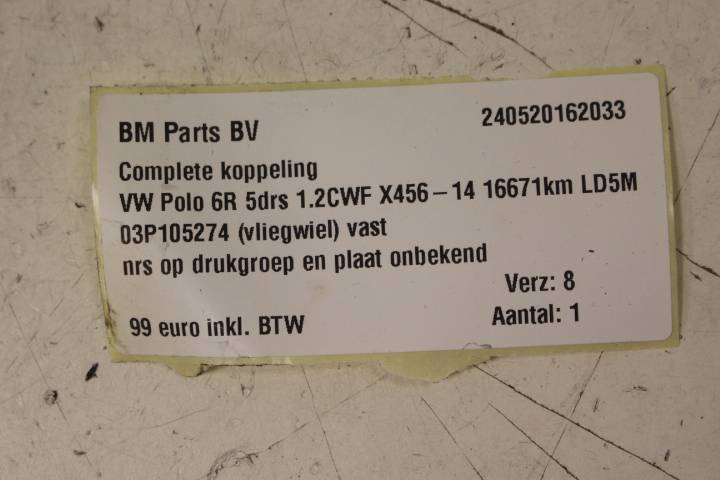 BM Parts BV 240520162033
Complete koppeling
VW Polo 6R 5drs 1.2CWF X456-14 16671km LD5M
03P105274 (vliegwiel) vast
nrs op drukgroep en plaat onbekend
Verz: 8
99 euro inkl. BTW Aantal: 1